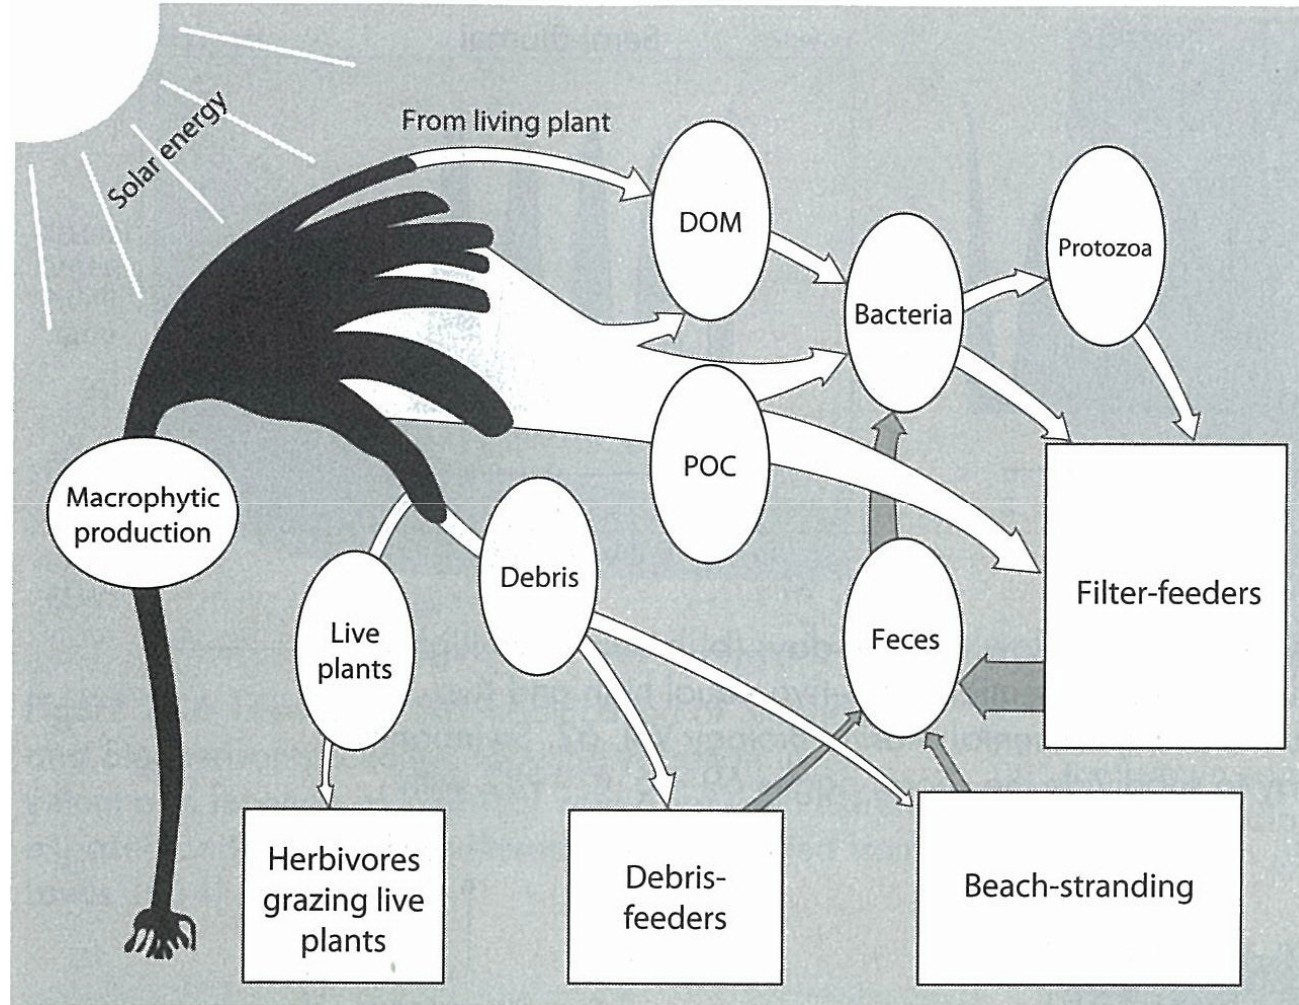 Solar energy
From living plant
DOM
Protozoa
Bacteria
POC
Macrophytic
production
Debris
Live
plants
Feces
Filter-feeders
Herbivores
grazing live
plants
Debris-
feeders
Beach-stranding